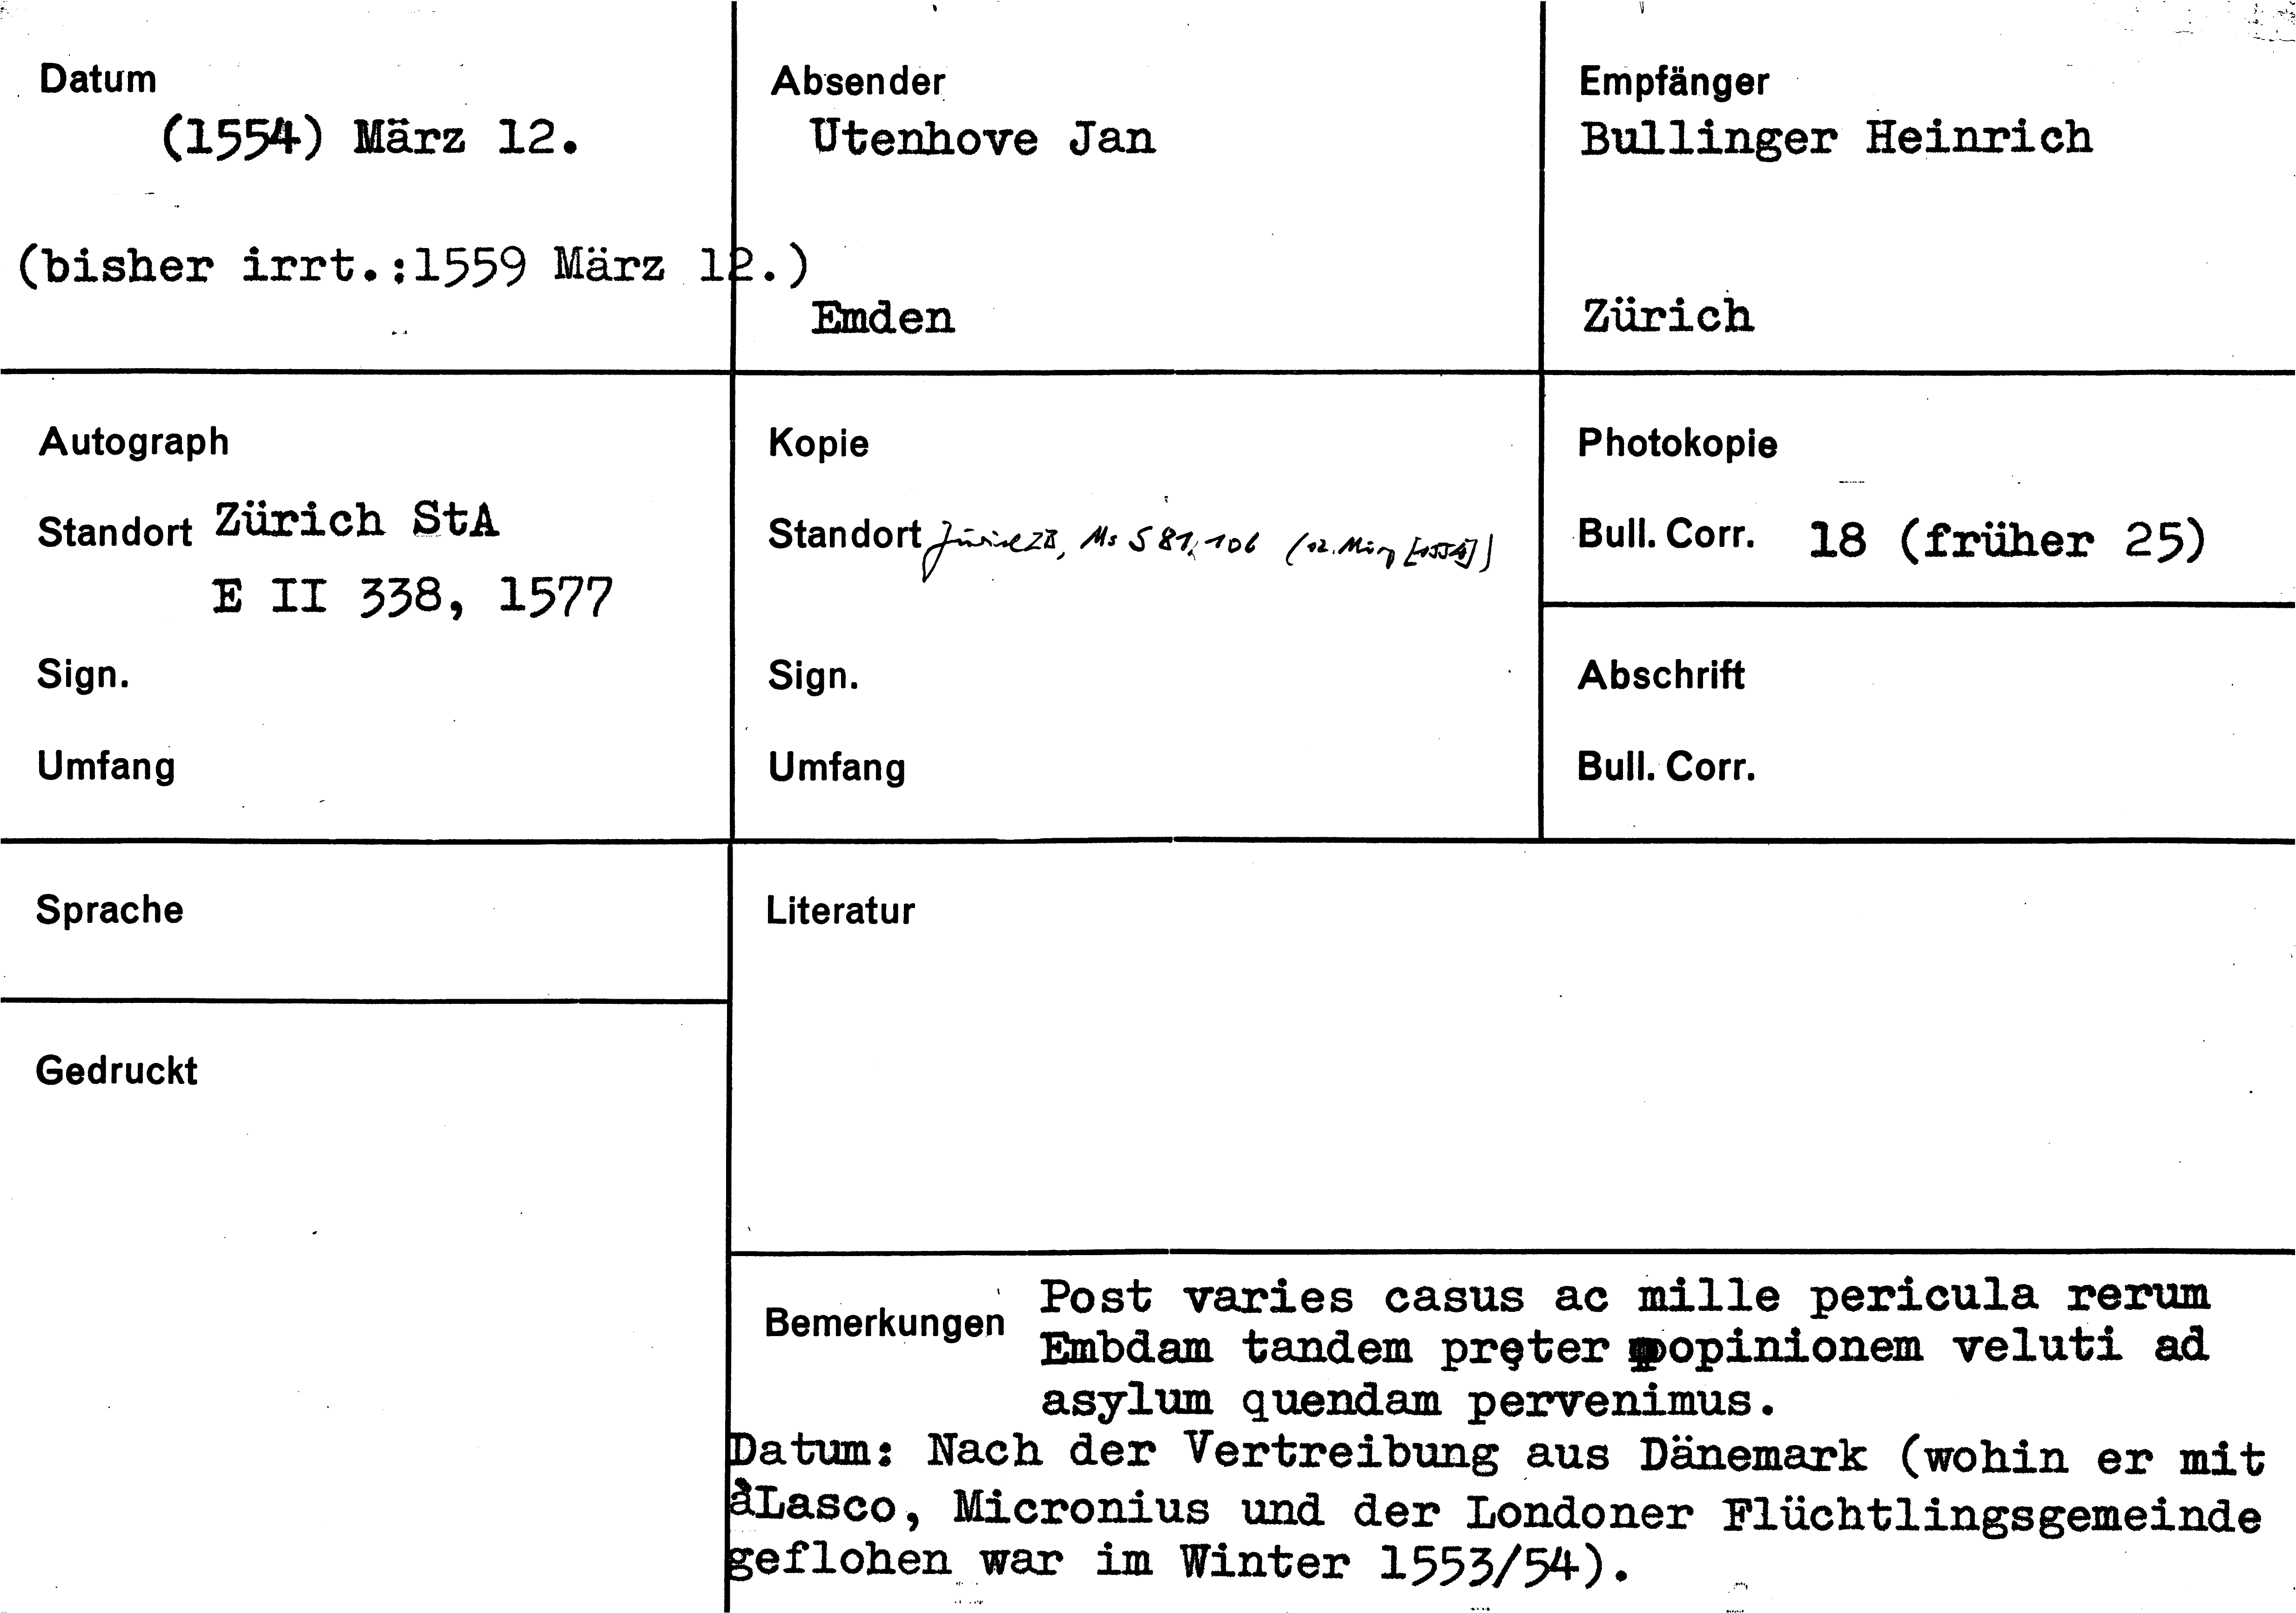 Datum
(1554) März 12.
(bisher irrt.:1559 März 12.)
Absender
Utenhove Jan
Emden
Empfänger
Bullinger Heinrich
Zürich
Autograph
Standort Zürich StA
E II 338, 1577
Sign.
Umfang
Kopie
Standort Zürich ZB, Ms S 81, 106 (12. März [1554])
Sign.
Umfang
Photokopie
Bull. Corr. 18 (früher 25)
Abschrift
Bull. Corr.
Sprache
Gedruckt
Literatur
Bemerkungen
Post varies casus ac mille pericula rerum
Embdam tandem pręter opinionem veluti ad
asylum quendam pervenimus.
Datum: Nach der Vertreibung aus Dänemark (wohin er mit
àLasco, Micronius und der Londoner Flüchtlingsgemeinde
geflohen war im Winter 1553/54).